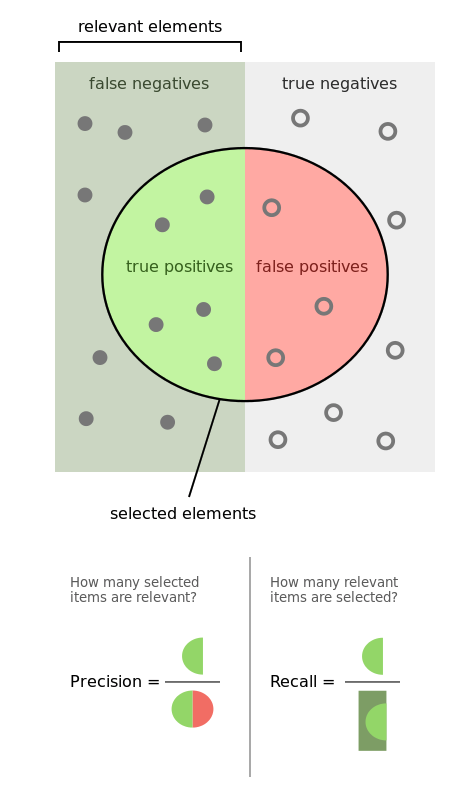 relevant elements
false negatives
true negatives
true positives
false positives
selected elements
How many selected
items are relevant?
How many relevant
items are selected?
Precision =
Recall =